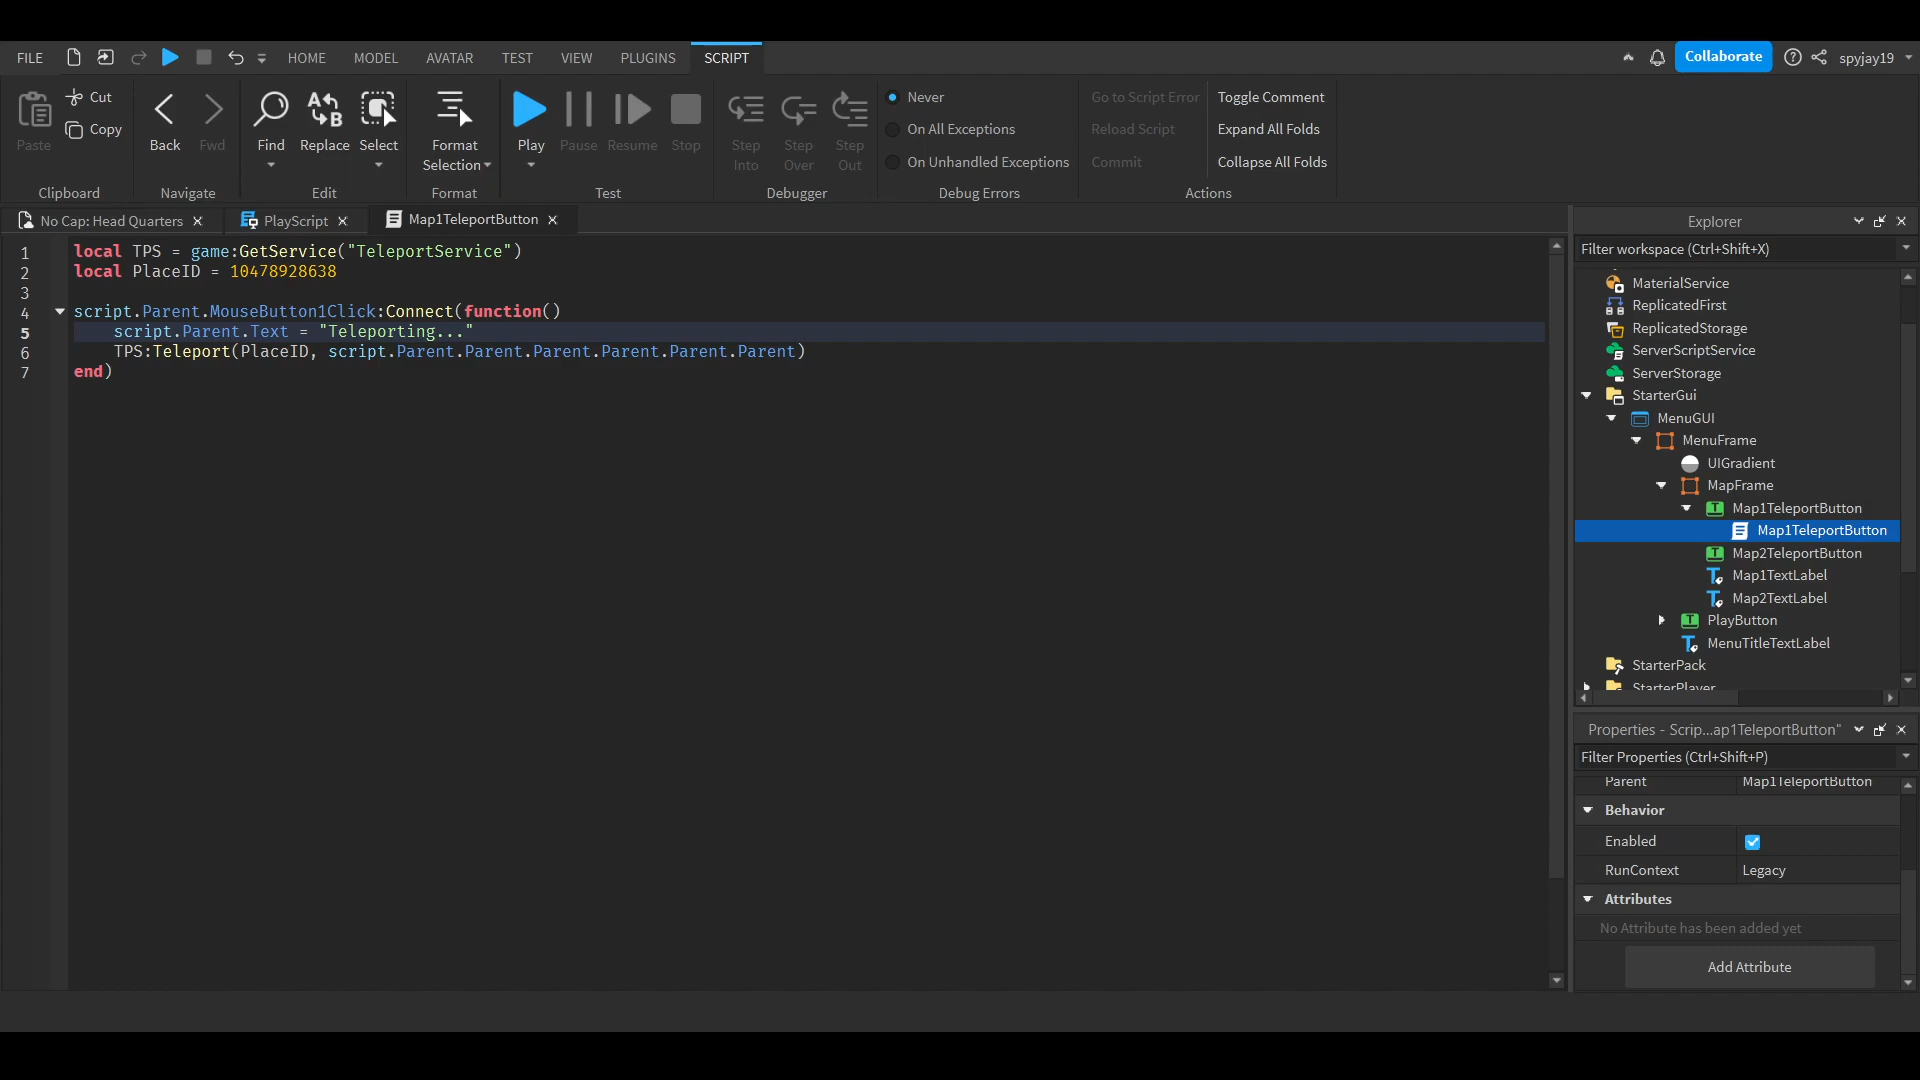 FILE HOME MODEL AVATAR TEST VIEW PLUGINS SCRIPT Collaborate spyjay19
Paste Cut Copy
Back Fwd
Find Replace Select
Format Selection
Play Pause Resume Stop
Step Into Step Over Step Out
Never
On All Exceptions
On Unhandled Exceptions
Go to Script Error
Reload Script
Commit
Toggle Comment
Expand All Folds
Collapse All Folds
Clipboard Navigate Edit Format Test Debugger Debug Errors Actions
No Cap: Head Quarters PlayScript Map1TeleportButton
1 local TPS = game:GetService("TeleportService")
2 local PlaceID = 10478928638
3
4 script.Parent.MouseButton1Click:Connect(function()
5 script.Parent.Text = "Teleporting..."
6 TPS:Teleport(PlaceID, script.Parent.Parent.Parent.Parent.Parent.Parent)
7 end)
Explorer
Filter workspace (Ctrl+Shift+X)
MaterialService
ReplicatedFirst
ReplicatedStorage
ServerScriptService
ServerStorage
StarterGui
MenuGUI
MenuFrame
UIGradient
MapFrame
Map1TeleportButton
Map1TeleportButton
Map2TeleportButton
Map1TextLabel
Map2TextLabel
PlayButton
MenuTitleTextLabel
StarterPack
StarterPlayer
Properties - Scrip...ap1TeleportButton"
Filter Properties (Ctrl+Shift+P)
Parent Map1TeleportButton
Behavior
Enabled
RunContext Legacy
Attributes
No Attribute has been added yet
Add Attribute